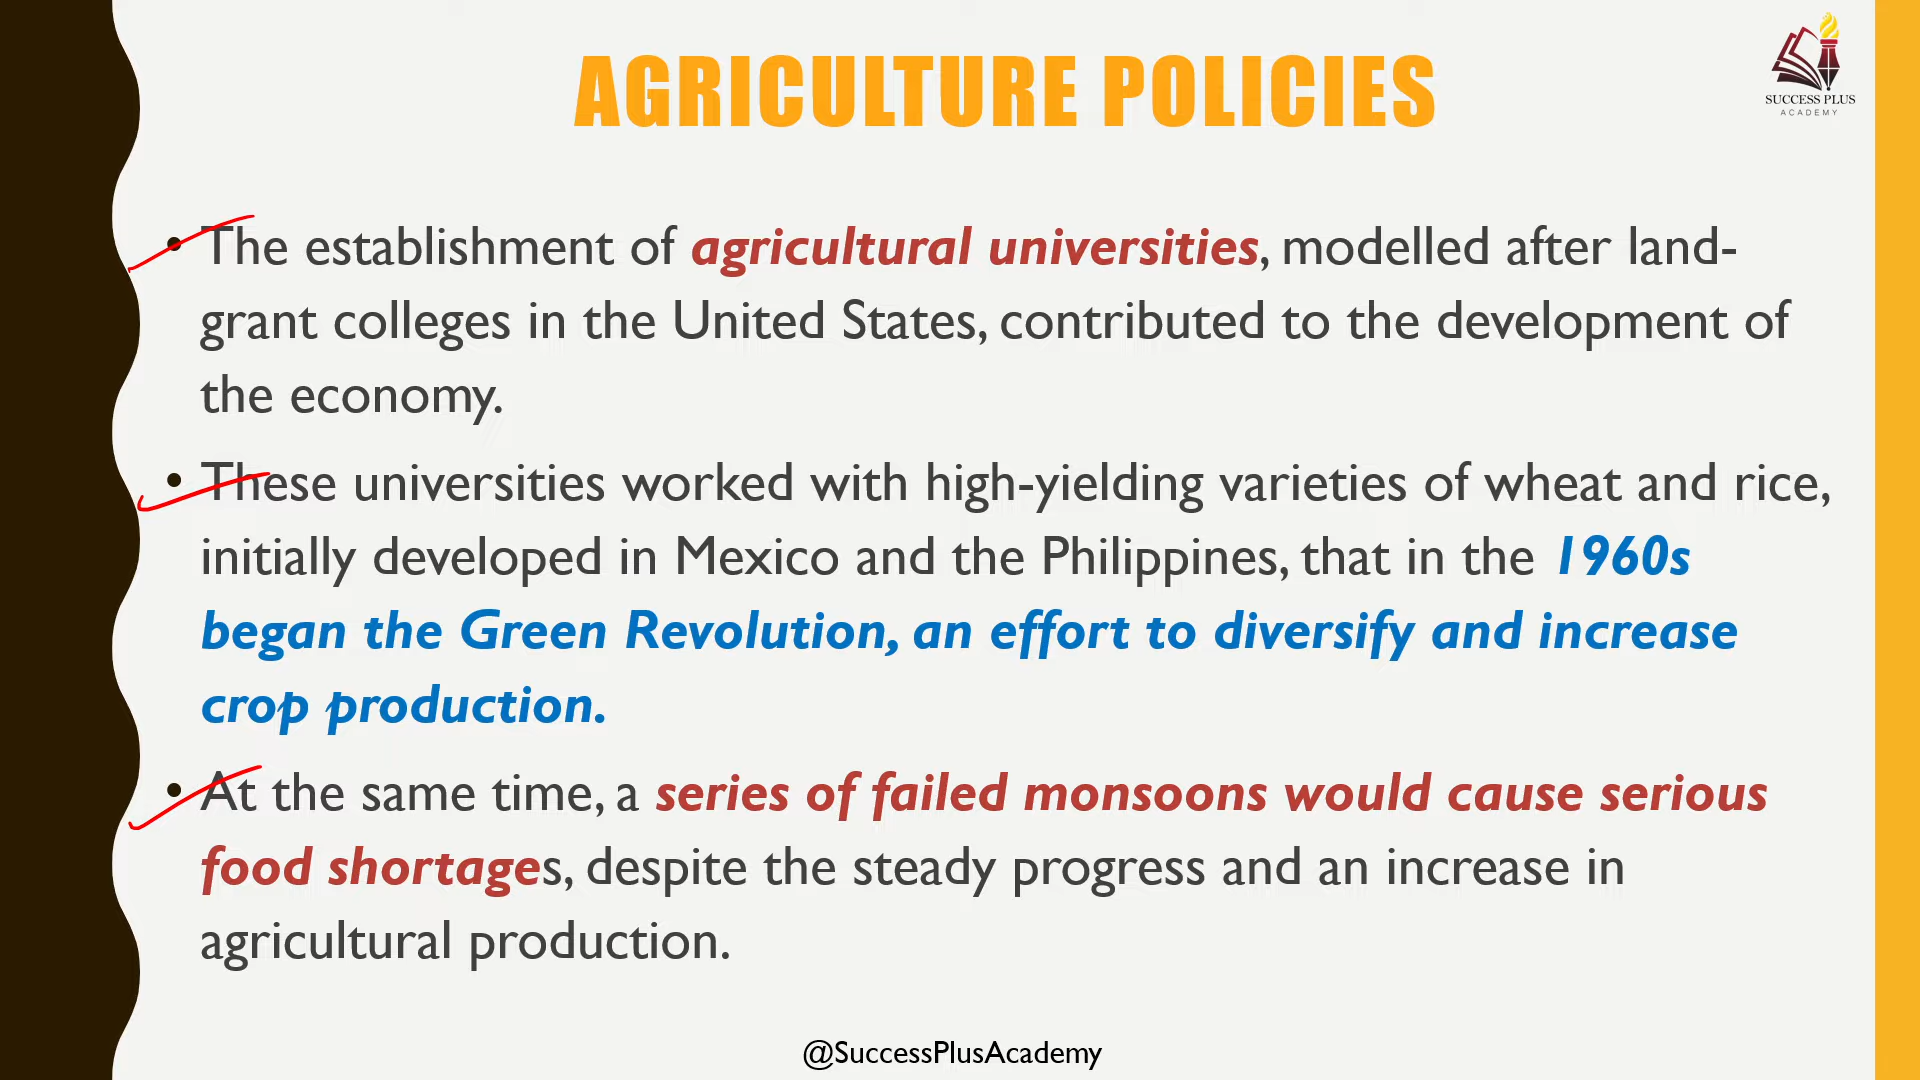 AGRICULTURE POLICIES
SUCCESS PLUS
ACADEMY
• The establishment of agricultural universities, modelled after land-
grant colleges in the United States, contributed to the development of
the economy.
• These universities worked with high-yielding varieties of wheat and rice,
initially developed in Mexico and the Philippines, that in the 1960s
began the Green Revolution, an effort to diversify and increase
crop production.
• At the same time, a series of failed monsoons would cause serious
food shortages, despite the steady progress and an increase in
agricultural production.
@SuccessPlusAcademy